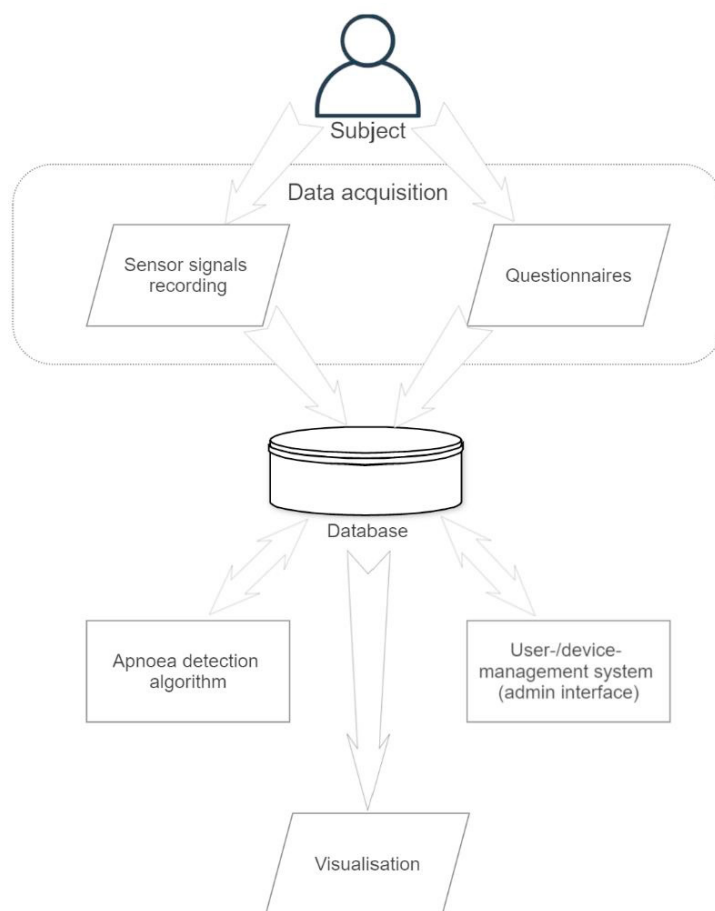 Subject
Data acquisition
Sensor signals
recording
Questionnaires
Database
Apnoea detection
algorithm
User-/device-
management system
(admin interface)
Visualisation